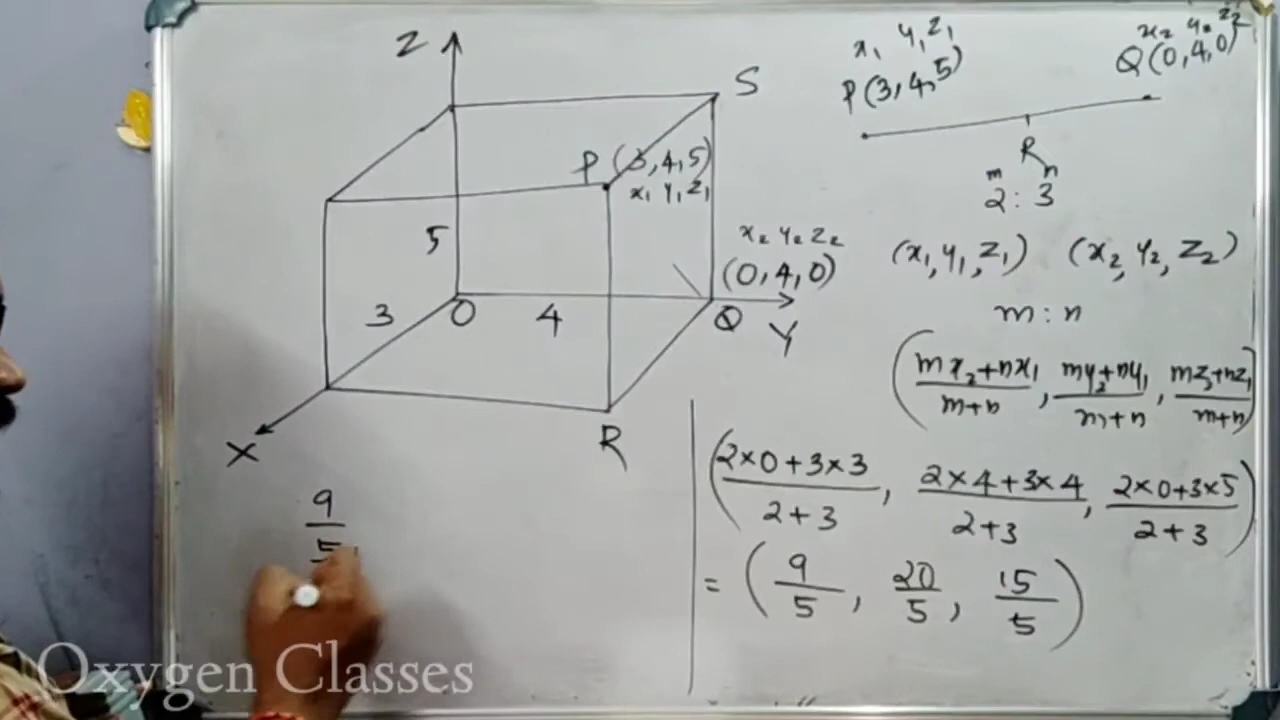 Z
S
P (3,4,5)
x₁ y₁ z₁
5
x₂ y₂ z₂
(0,4,0)
3
O
4
Q
Y
X
R
9
5
x₁ y₁ z₁
P(3,4,5)
x₂ y₂ z₂
Q(0,4,0)
R
m n
2 : 3
(x₁, y₁, z₁) (x₂, y₂, z₂)
m : n
(mx₂+nx₁/m+n, my₂+ny₁/m+n, mz₂+nz₁/m+n)
(2×0+3×3/2+3, 2×4+3×4/2+3, 2×0+3×5/2+3)
= (9/5, 20/5, 15/5)
Oxygen Classes